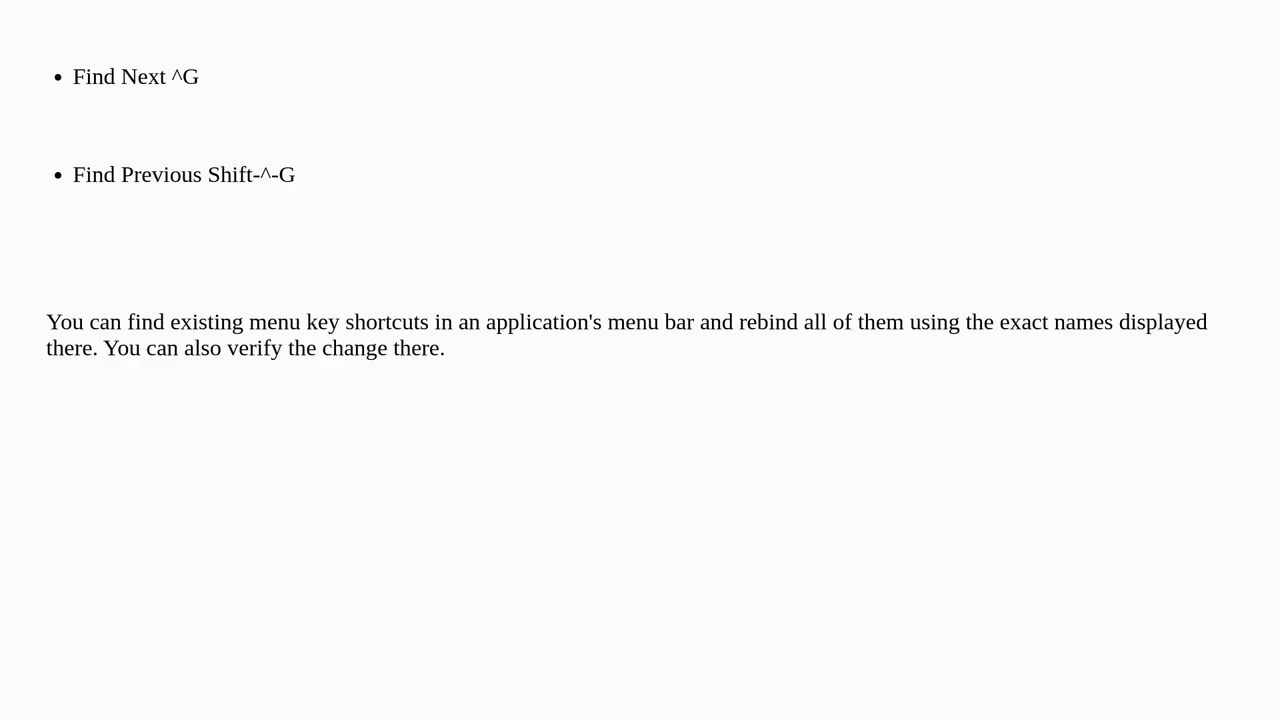 • Find Next ^G
• Find Previous Shift-^-G
You can find existing menu key shortcuts in an application's menu bar and rebind all of them using the exact names displayed
there. You can also verify the change there.